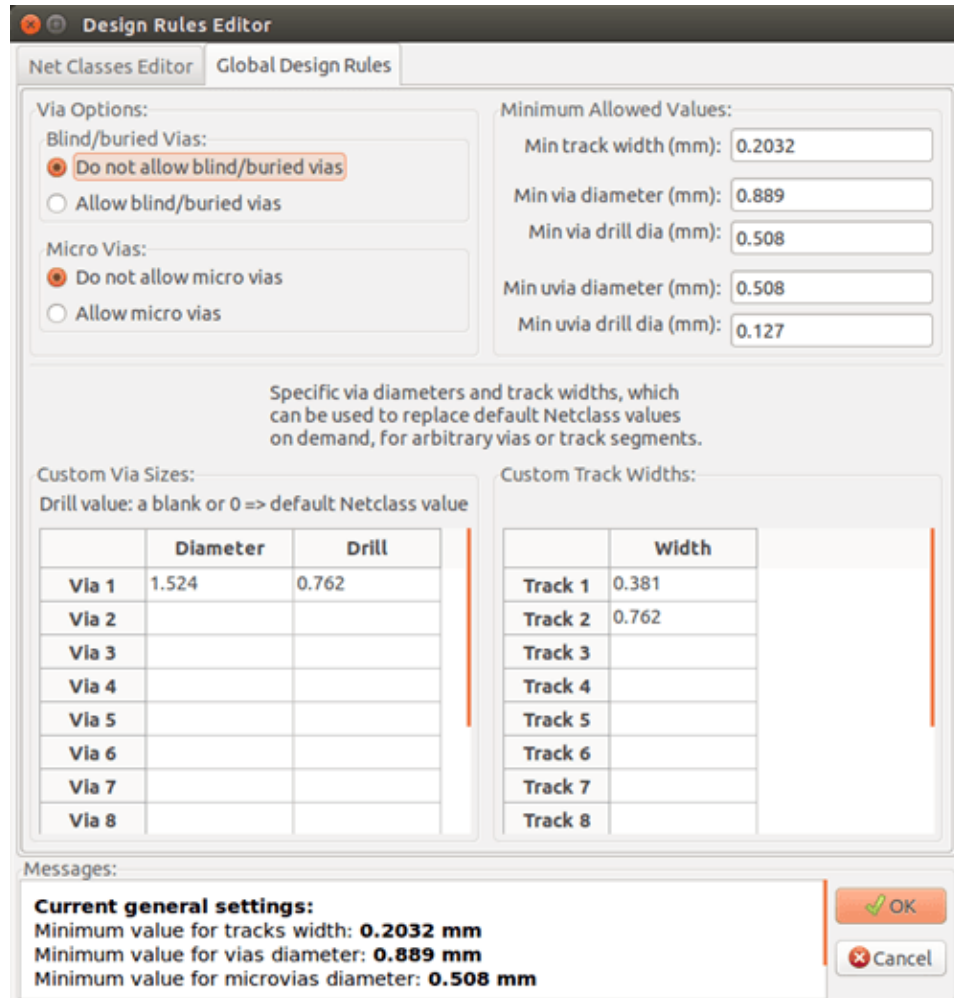 Design Rules Editor
Net Classes Editor
Global Design Rules
Via Options:
Blind/buried Vias:
Do not allow blind/buried vias
Allow blind/buried vias
Micro Vias:
Do not allow micro vias
Allow micro vias
Minimum Allowed Values:
Min track width (mm): 0.2032
Min via diameter (mm): 0.889
Min via drill dia (mm): 0.508
Min uvia diameter (mm): 0.508
Min uvia drill dia (mm): 0.127
Specific via diameters and track widths, which
can be used to replace default Netclass values
on demand, for arbitrary vias or track segments.
Custom Via Sizes:
Drill value: a blank or 0 => default Netclass value
Diameter Drill
Via 1 1.524 0.762
Via 2
Via 3
Via 4
Via 5
Via 6
Via 7
Via 8
Custom Track Widths:
Width
Track 1 0.381
Track 2 0.762
Track 3
Track 4
Track 5
Track 6
Track 7
Track 8
Messages:
Current general settings:
Minimum value for tracks width: 0.2032 mm
Minimum value for vias diameter: 0.889 mm
Minimum value for microvias diameter: 0.508 mm
OK
Cancel